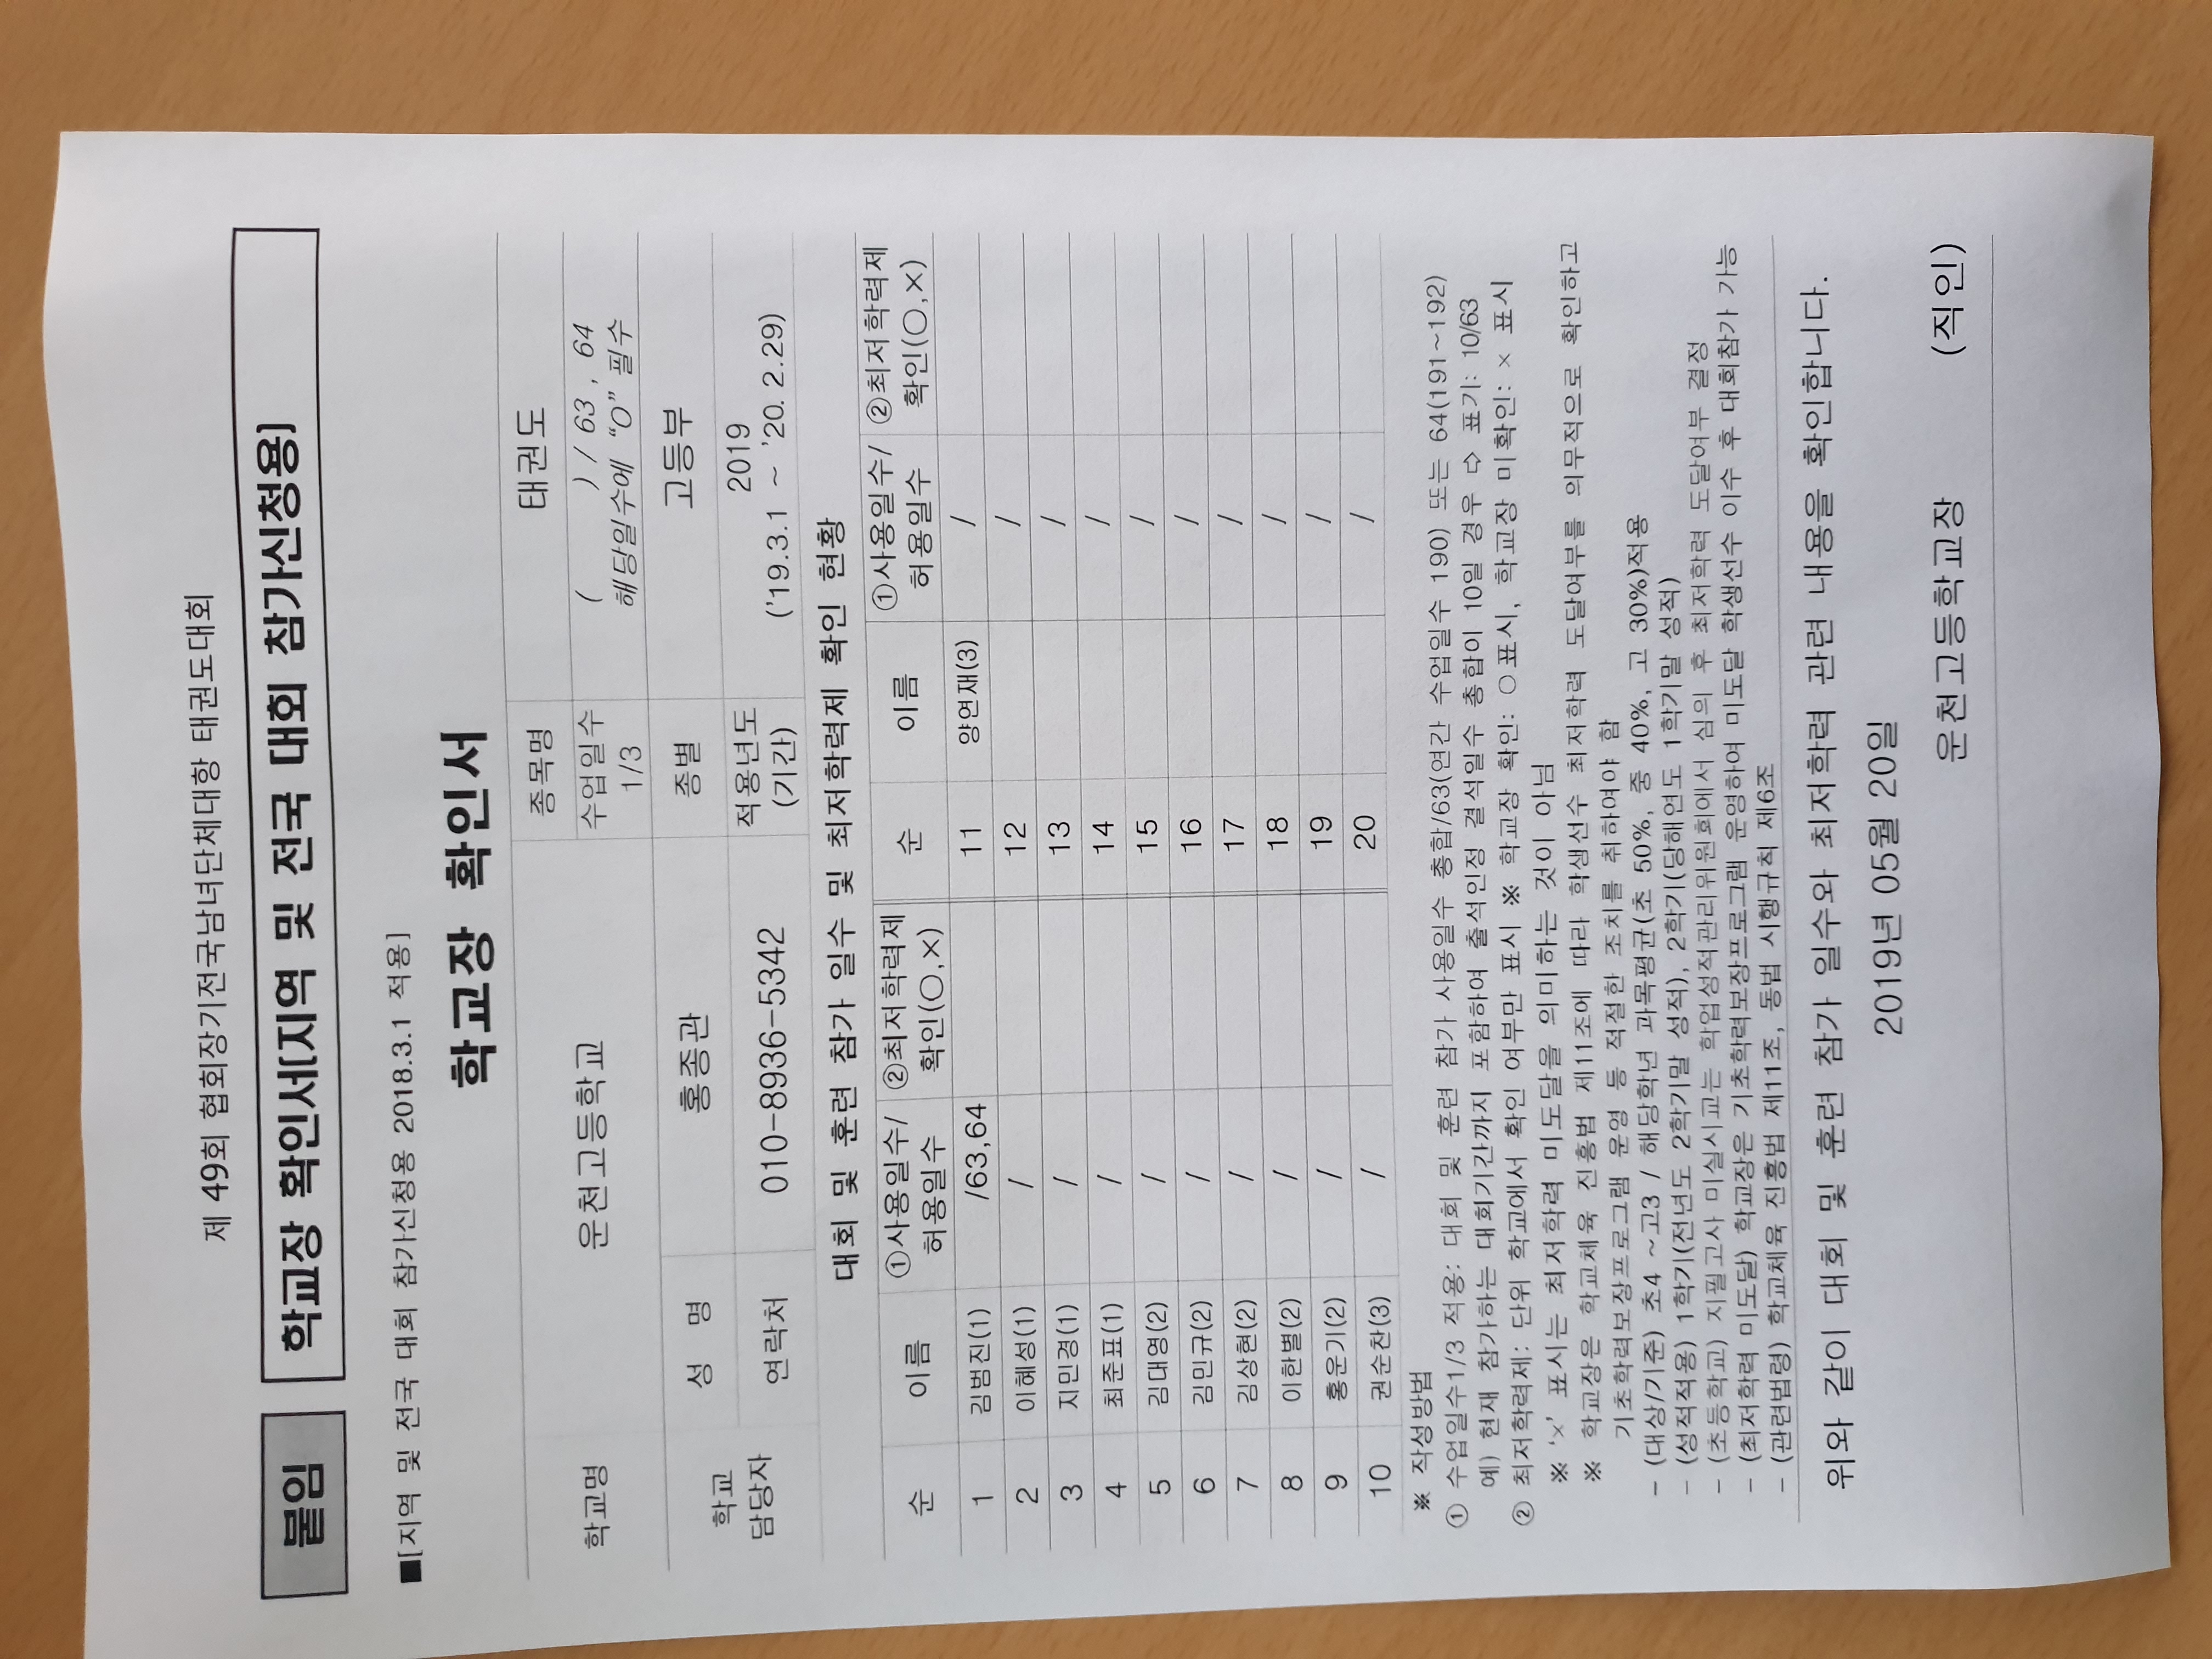 제 49회 협회장기전국남녀단체대항 태권도대회
붙임 학교장 확인서[지역 및 전국 대회 참가신청용]
■[지역 및 전국 대회 참가신청용 2018.3.1 적용]
학교장 확인서
학교명 운천고등학교 종목명 태권도
수업일수 1/3 ( ) / 63 , 64
해당일수에 “O” 필수
학교 담당자 성 명 홍종관 종별 고등부
연락처 010-8936-5342 적용년도 (기간) 2019
('19.3.1 ~ '20. 2.29)
대회 및 훈련 참가 일수 및 최저학력제 확인 현황
순 이름 ①사용일수/허용일수 ②최저학력제 확인(○,×) 순 이름 ①사용일수/허용일수 ②최저학력제 확인(○,×)
1 김범진(1) /63,64 11 양연재(3) /
2 이혜성(1) / 12 /
3 지민경(1) / 13 /
4 최준표(1) / 14 /
5 김대영(2) / 15 /
6 김민규(2) / 16 /
7 김상현(2) / 17 /
8 이한별(2) / 18 /
9 홍운기(2) / 19 /
10 권순찬(3) / 20 /
※ 작성방법
① 수업일수1/3 적용: 대회 및 훈련 참가 사용일수 총합/63(연간 수업일수 190) 또는 64(191~192)
예) 현재 참가하는 대회기간까지 포함하여 출석인정 결석일수 총합이 10일 경우 ⇨ 표기: 10/63
② 최저학력제: 단위 학교에서 확인 여부만 표시 ※ 학교장 확인: ○ 표시, 학교장 미확인: × 표시
※ ‘×’ 표시는 최저학력 미도달을 의미하는 것이 아님
※ 학교장은 학교체육 진흥법 제11조에 따라 학생선수 최저학력 도달여부를 의무적으로 확인하고
기초학력보장프로그램 운영 등 적절한 조치를 취하여야 함
- (대상/기준) 초4 ~고3 / 해당학년 과목평균(초 50%, 중 40%, 고 30%)적용
- (성적적용) 1학기(전년도 2학기말 성적), 2학기(당해연도 1학기말 성적)
- (초등학교) 지필고사 미실시교는 학업성적관리위원회에서 심의 후 최저학력 도달여부 결정
- (최저학력 미도달) 학교장은 기초학력보장프로그램 운영하여 미도달 학생선수 이수 후 대회참가 가능
- (관련법령) 학교체육 진흥법 제11조, 동법 시행규칙 제6조
위와 같이 대회 및 훈련 참가 일수와 최저학력 관련 내용을 확인합니다.
2019년 05월 20일
운천고등학교장 (직인)